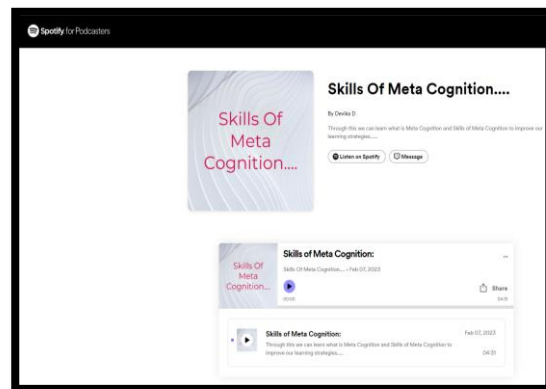 Spotify for Podcasters
Skills Of
Meta
Cognition....
Skills Of Meta Cognition....
By Devika D
Through this we can learn what is Meta Cognition and Skills of Meta Cognition to improve our
learning strategies.....
Listen on Spotify
Message
Skills Of
Meta
Cognition...
Skills of Meta Cognition:
...
Skills Of Meta Cognition.... • Feb 07, 2023
Share
00:00
04:31
Skills of Meta Cognition:
Feb 07, 2023
Through this we can learn what is Meta Cognition and Skills of Meta Cognition to
improve our learning strategies.....
04:31